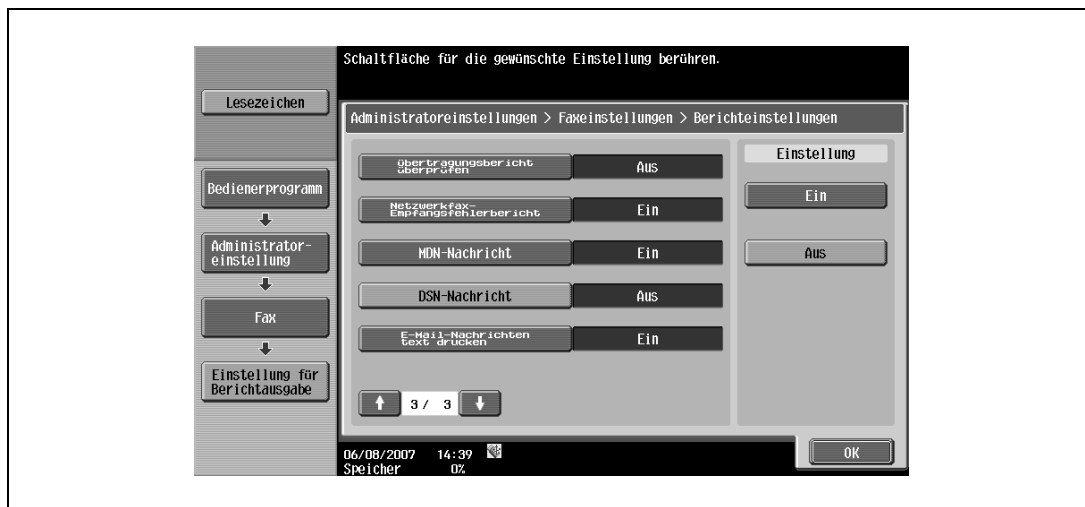 Schaltfläche für die gewünschte Einstellung berühren.
Lesezeichen
Administratoreinstellungen > Faxeinstellungen > Berichteinstellungen
Bedienerprogramm
Administrator-
einstellung
Fax
Einstellung für
Berichtausgabe
Übertragungsbericht
überprüfen
Aus
Netzwerkfax-
Empfangsfehlerbericht
Ein
MDN-Nachricht
Ein
DSN-Nachricht
Aus
E-Mail-Nachrichten
text drucken
Ein
3 / 3
Einstellung
Ein
Aus
06/08/2007 14:39
Speicher 0%
OK